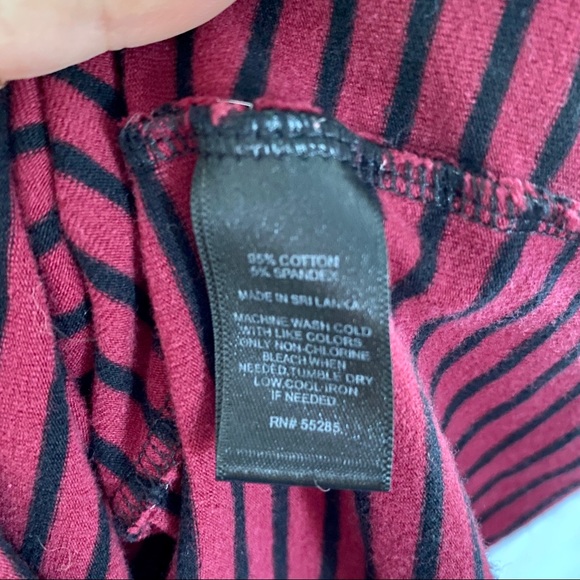 95% COTTON
5% SPANDEX
MADE IN SRI LANKA
MACHINE WASH COLD
WITH LIKE COLORS
ONLY NON-CHLORINE
BLEACH WHEN
NEEDED.TUMBLE DRY
LOW.COOL IRON
IF NEEDED
RN# 55285